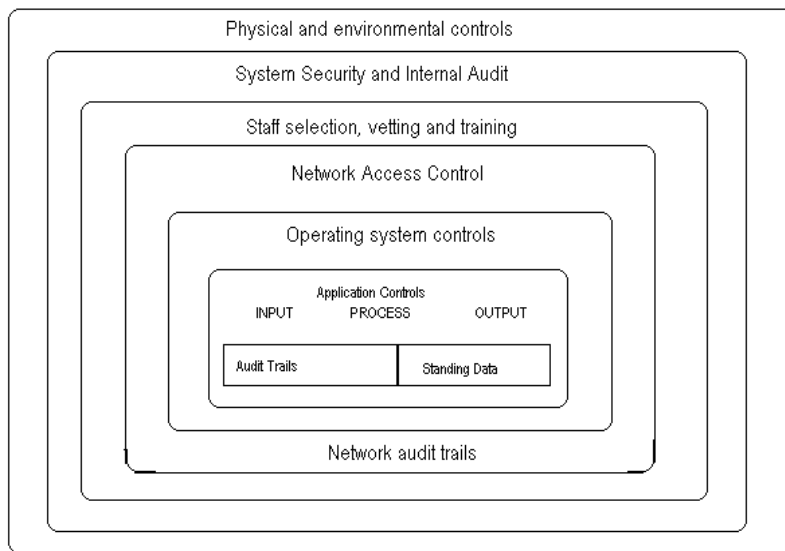 Physical and environmental controls
System Security and Internal Audit
Staff selection, vetting and training
Network Access Control
Operating system controls
Application Controls
INPUT PROCESS OUTPUT
Audit Trails Standing Data
Network audit trails